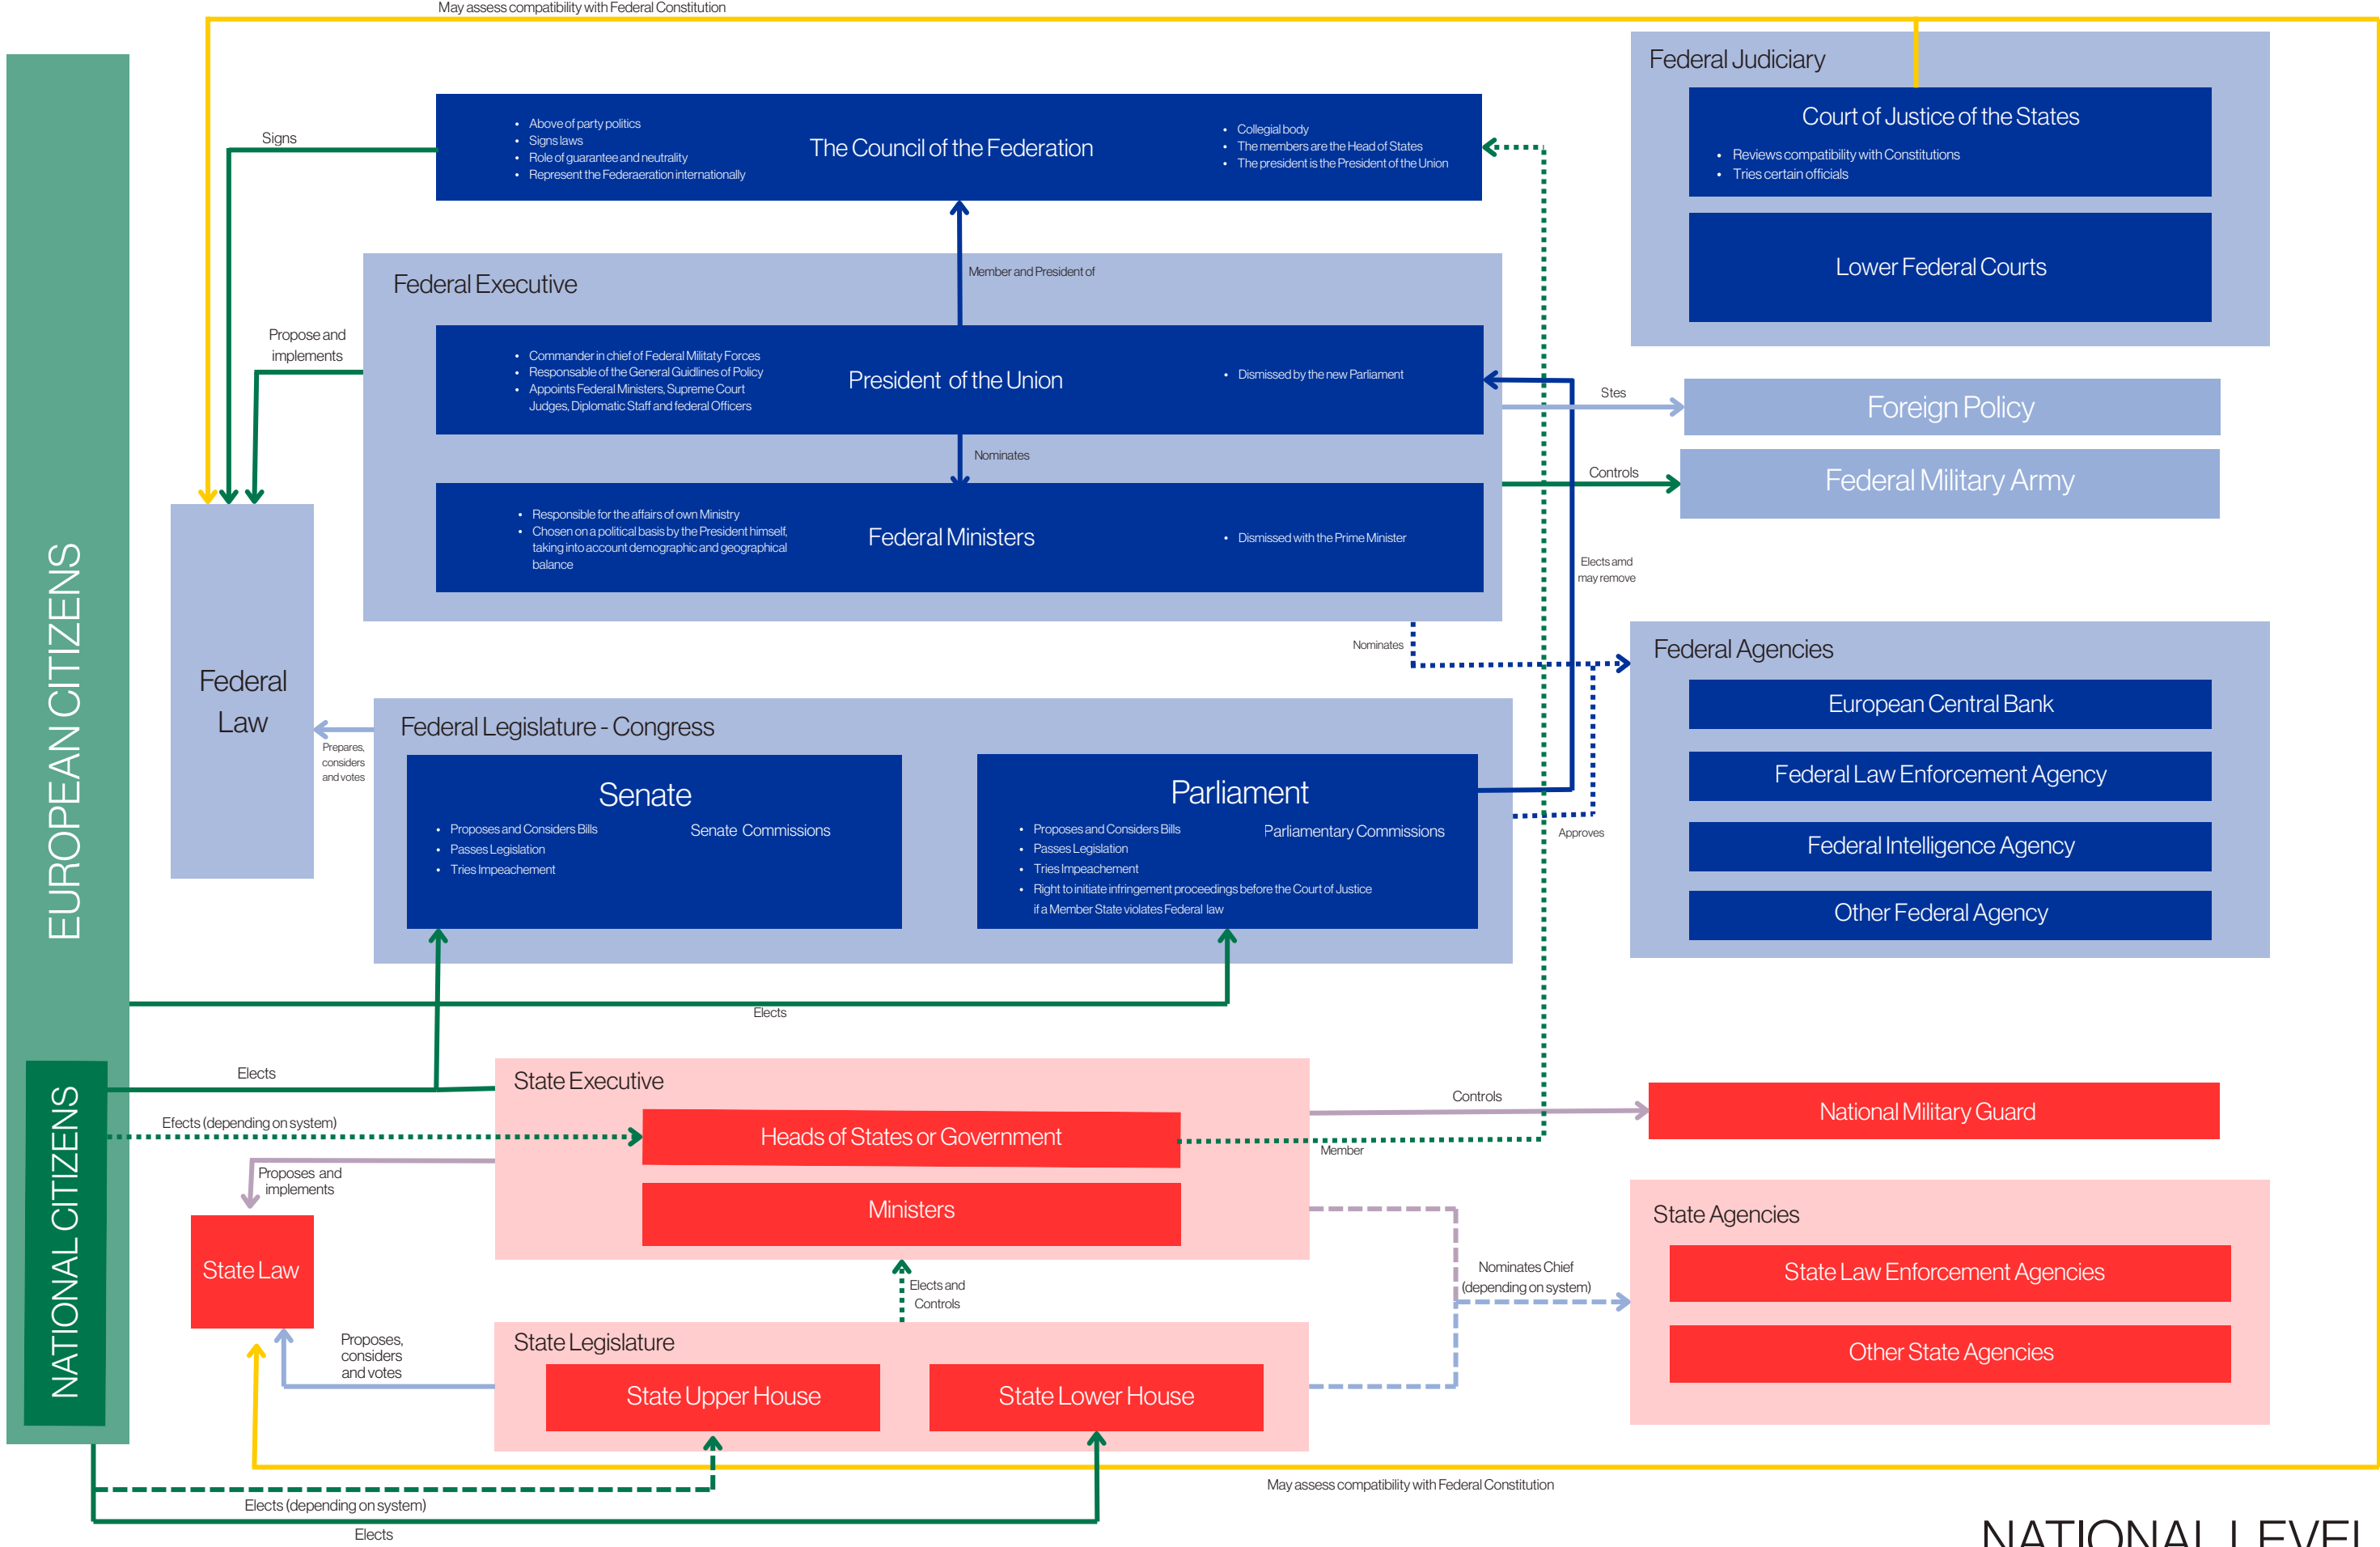 May assess compatibility with Federal Constitution
EUROPEAN CITIZENS
NATIONAL CITIZENS
Signs
Above of party politics
Signs laws
Role of guarantee and neutrality
Represent the Federaeration internationally
The Council of the Federation
Collegial body
The members are the Head of States
The president is the President of the Union
Federal Judiciary
Court of Justice of the States
Reviews compatibility with Constitutions
Tries certain officials
Lower Federal Courts
Member and President of
Federal Executive
Propose and
implements
Commander in chief of Federal Militaty Forces
Responsable of the General Guidlines of Policy
Appoints Federal Ministers, Supreme Court
Judges, Diplomatic Staff and federal Officers
President of the Union
Dismissed by the new Parliament
Stes
Foreign Policy
Nominates
Controls
Federal Military Army
Responsible for the affairs of own Ministry
Chosen on a political basis by the President himself,
taking into account demographic and geographical
balance
Federal Ministers
Dismissed with the Prime Minister
Elects amd
may remove
Nominates
Federal
Law
Prepares,
considers
and votes
Federal Legislature - Congress
Senate
Proposes and Considers Bills
Passes Legislation
Tries Impeachement
Senate Commissions
Parliament
Proposes and Considers Bills
Passes Legislation
Tries Impeachement
Right to initiate infringement proceedings before the Court of Justice
if a Member State violates Federal law
Parliamentary Commissions
Approves
Federal Agencies
European Central Bank
Federal Law Enforcement Agency
Federal Intelligence Agency
Other Federal Agency
Elects
Elects
Efects (depending on system)
State Executive
Heads of States or Government
Ministers
Controls
National Military Guard
Member
Proposes and
implements
State Law
Elects and
Controls
Nominates Chief
(depending on system)
State Agencies
State Law Enforcement Agencies
Other State Agencies
Proposes,
considers
and votes
State Legislature
State Upper House
State Lower House
May assess compatibility with Federal Constitution
Elects (depending on system)
Elects
NATIONAL LEVEL